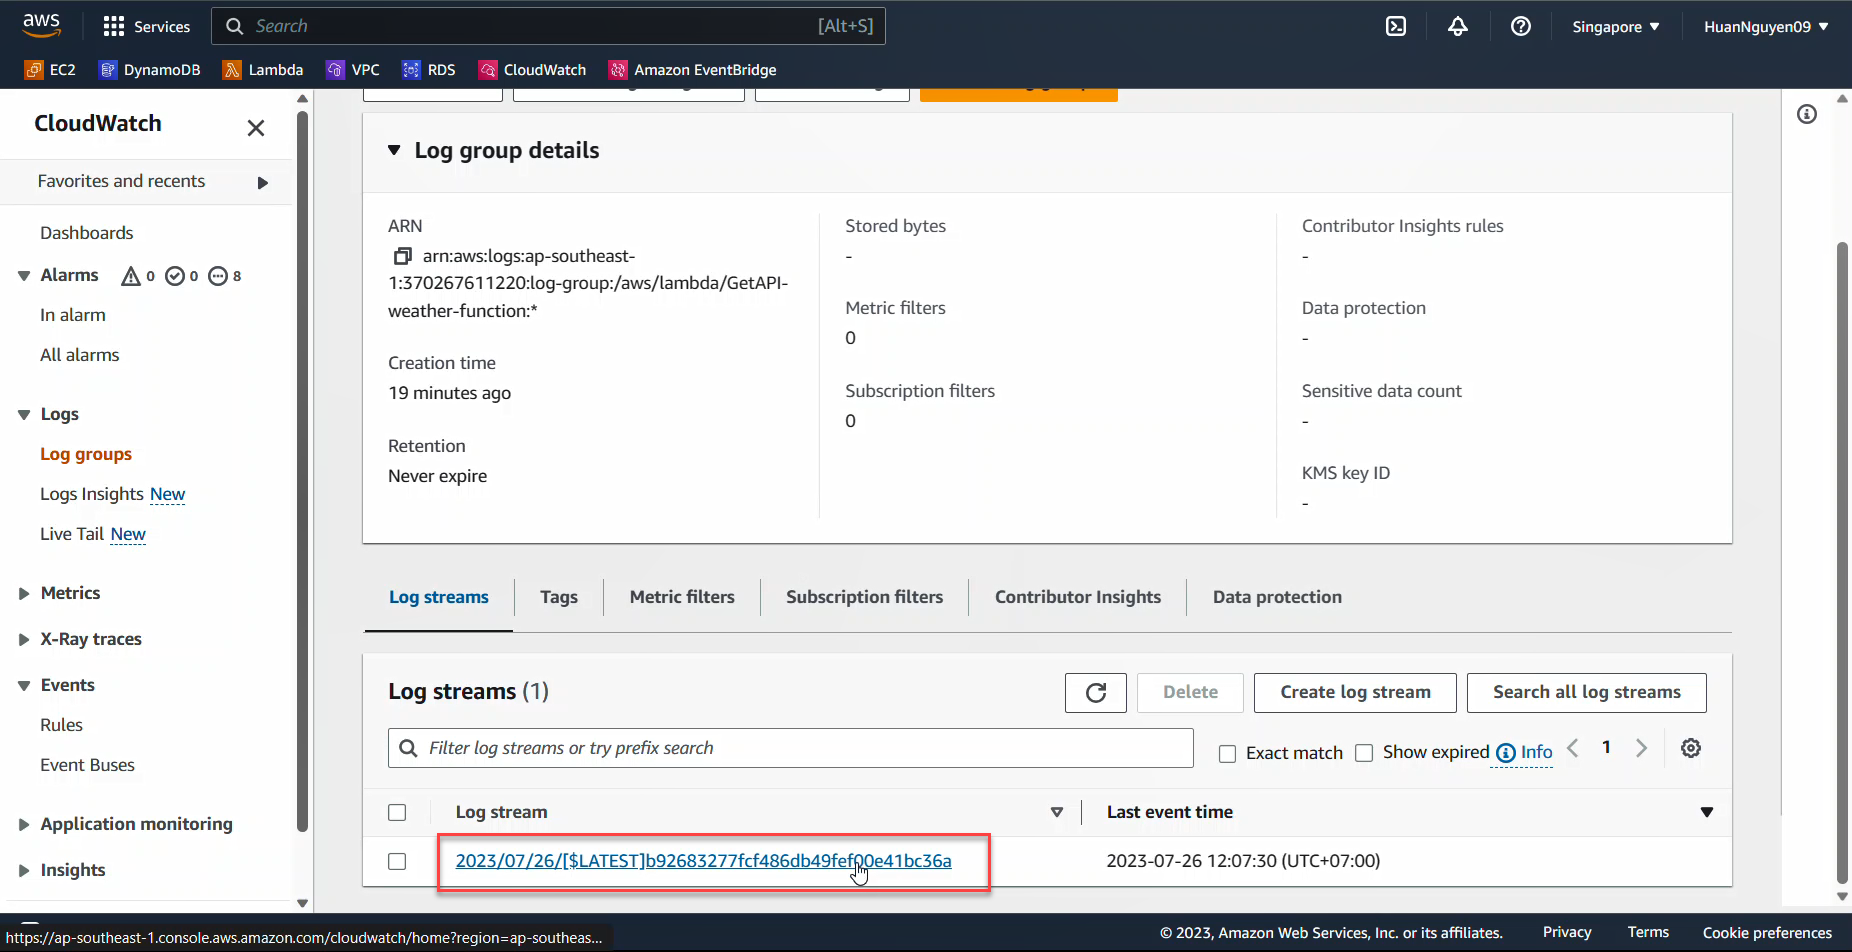 aws
Services
Search
[Alt+S]
Singapore
HuanNguyen09
EC2
DynamoDB
Lambda
VPC
RDS
CloudWatch
Amazon EventBridge
CloudWatch
Favorites and recents
Dashboards
Alarms
0
0
8
In alarm
All alarms
Logs
Log groups
Logs Insights New
Live Tail New
Metrics
X-Ray traces
Events
Rules
Event Buses
Application monitoring
Insights
Log group details
ARN
arn:aws:logs:ap-southeast-
1:370267611220:log-group:/aws/lambda/GetAPI-
weather-function:*
Creation time
19 minutes ago
Retention
Never expire
Stored bytes
-
Metric filters
0
Subscription filters
0
Contributor Insights rules
-
Data protection
-
Sensitive data count
-
KMS key ID
-
Log streams
Tags
Metric filters
Subscription filters
Contributor Insights
Data protection
Log streams (1)
Delete
Create log stream
Search all log streams
Filter log streams or try prefix search
Exact match
Show expired
Info
1
Log stream
Last event time
2023/07/26/[$LATEST]b92683277fcf486db49fef00e41bc36a
2023-07-26 12:07:30 (UTC+07:00)
https://ap-southeast-1.console.aws.amazon.com/cloudwatch/home?region=ap-southeas...
© 2023, Amazon Web Services, Inc. or its affiliates.
Privacy
Terms
Cookie preferences